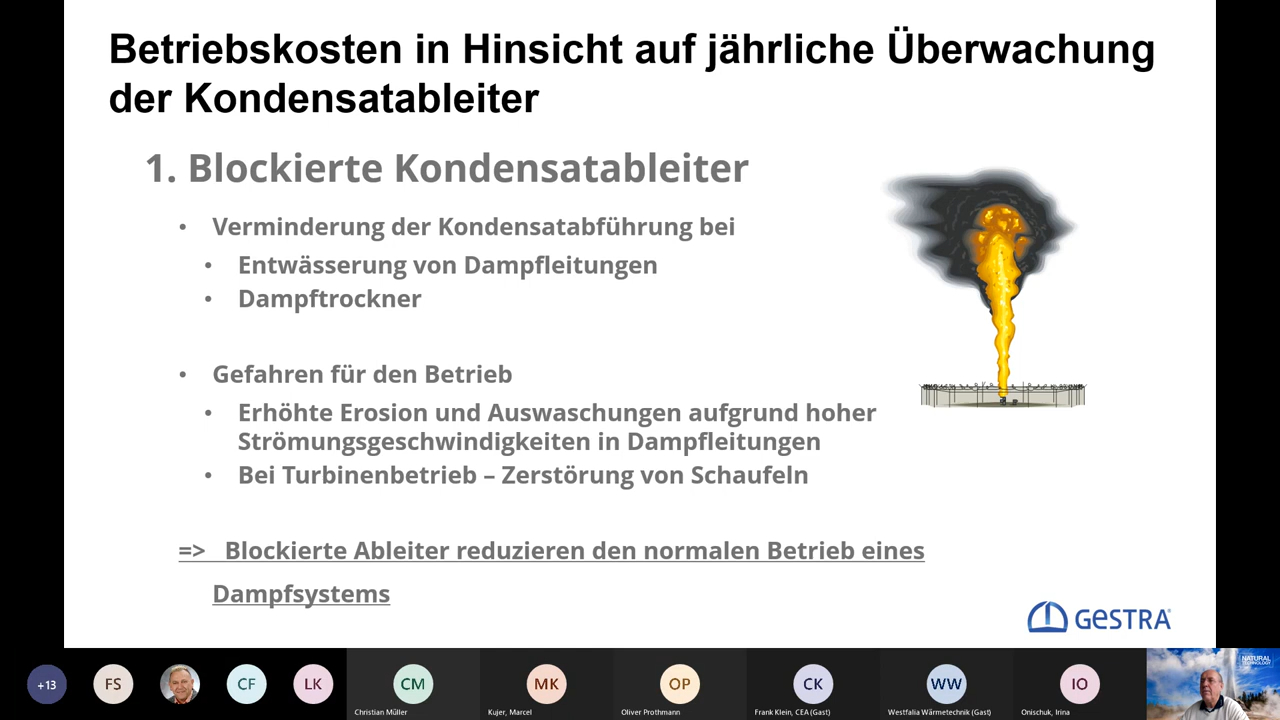 Betriebskosten in Hinsicht auf jährliche Überwachung
der Kondensatableiter
1. Blockierte Kondensatableiter
• Verminderung der Kondensatabführung bei
• Entwässerung von Dampfleitungen
• Dampftrockner
• Gefahren für den Betrieb
• Erhöhte Erosion und Auswaschungen aufgrund hoher
Strömungsgeschwindigkeiten in Dampfleitungen
• Bei Turbinenbetrieb – Zerstörung von Schaufeln
=> Blockierte Ableiter reduzieren den normalen Betrieb eines
Dampfsystems
GESTRA
+13
FS
CF
LK
CM
MK
OP
CK
WW
IO
Christian Müller
Kujer, Marcel
Oliver Prothmann
Frank Klein, CEA (Gast)
Westfalia Wärmetechnik (Gast)
Onischuk, Irina
NATURAL
TECHNOLOGY